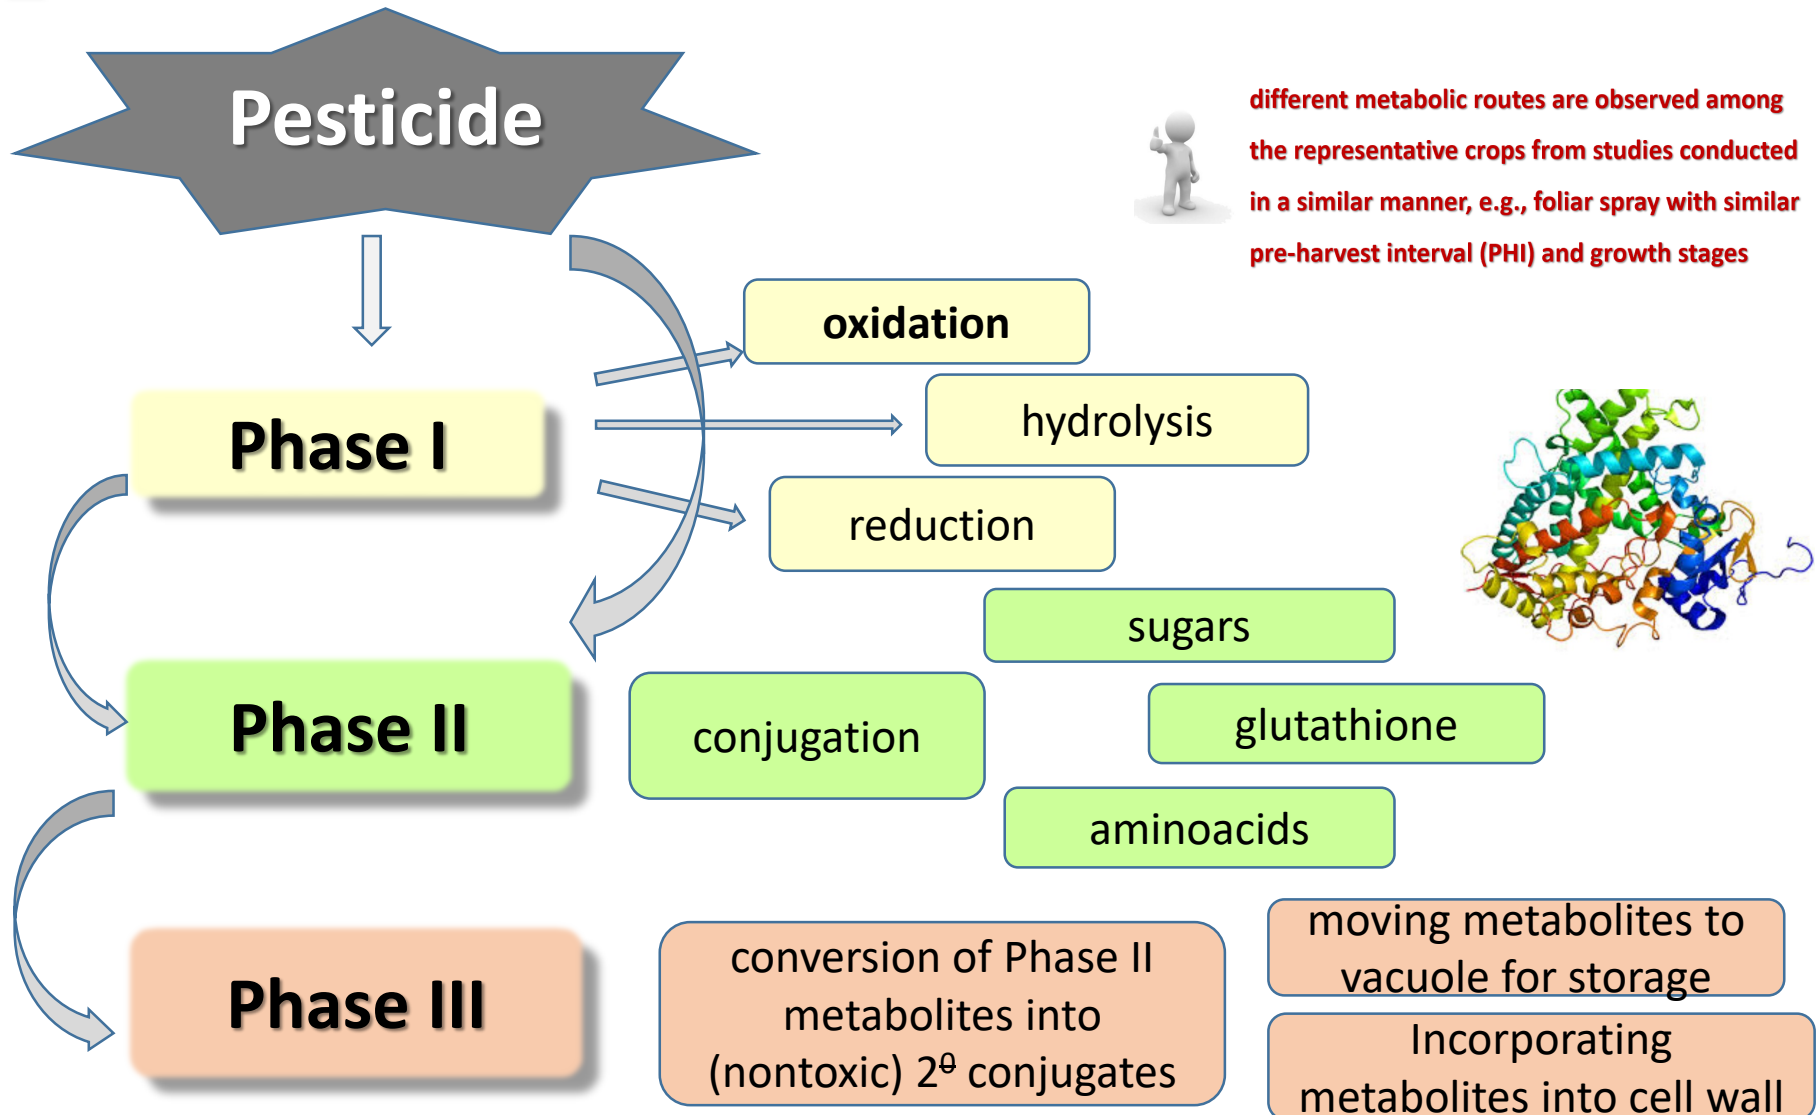 Pesticide
different metabolic routes are observed among
the representative crops from studies conducted
in a similar manner, e.g., foliar spray with similar
pre-harvest interval (PHI) and growth stages
oxidation
Phase I
hydrolysis
reduction
sugars
Phase II
conjugation
glutathione
aminoacids
Phase III
conversion of Phase II
metabolites into
(nontoxic) 2⁰ conjugates
moving metabolites to
vacuole for storage
Incorporating
metabolites into cell wall